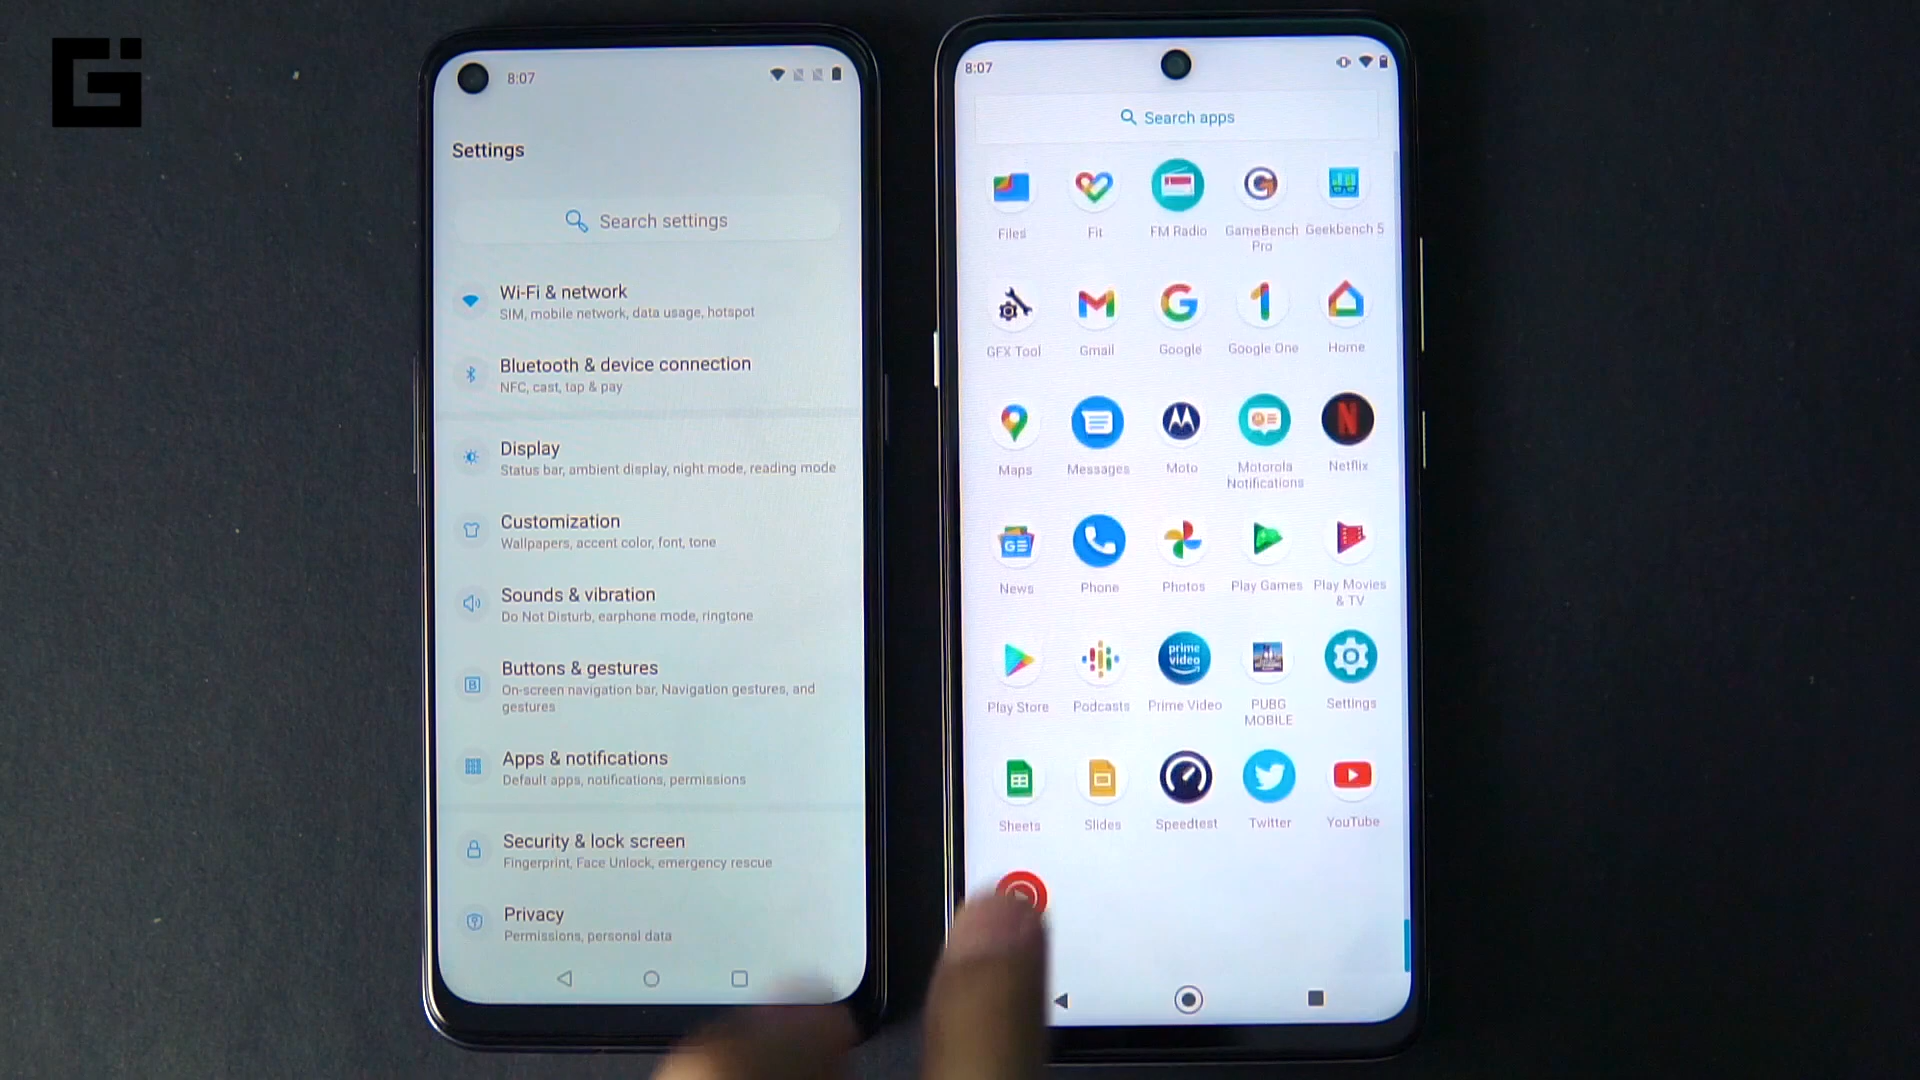 8:07
Settings
Search settings
Wi-Fi & network
SIM, mobile network, data usage, hotspot
Bluetooth & device connection
NFC, cast, tap & pay
Display
Status bar, ambient display, night mode, reading mode
Customization
Wallpapers, accent color, font, tone
Sounds & vibration
Do Not Disturb, earphone mode, ringtone
Buttons & gestures
On-screen navigation bar, Navigation gestures, and
gestures
Apps & notifications
Default apps, notifications, permissions
Security & lock screen
Fingerprint, Face Unlock, emergency rescue
Privacy
Permissions, personal data
8:07
Search apps
Files Fit FM Radio GameBench Geekbench 5
Pro
GFX Tool Gmail Google Google One Home
Maps Messages Moto Motorola Netflix
Notifications
News Phone Photos Play Games Play Movies
& TV
prime
video
Play Store Podcasts Prime Video PUBG Settings
MOBILE
Sheets Slides Speedtest Twitter YouTube